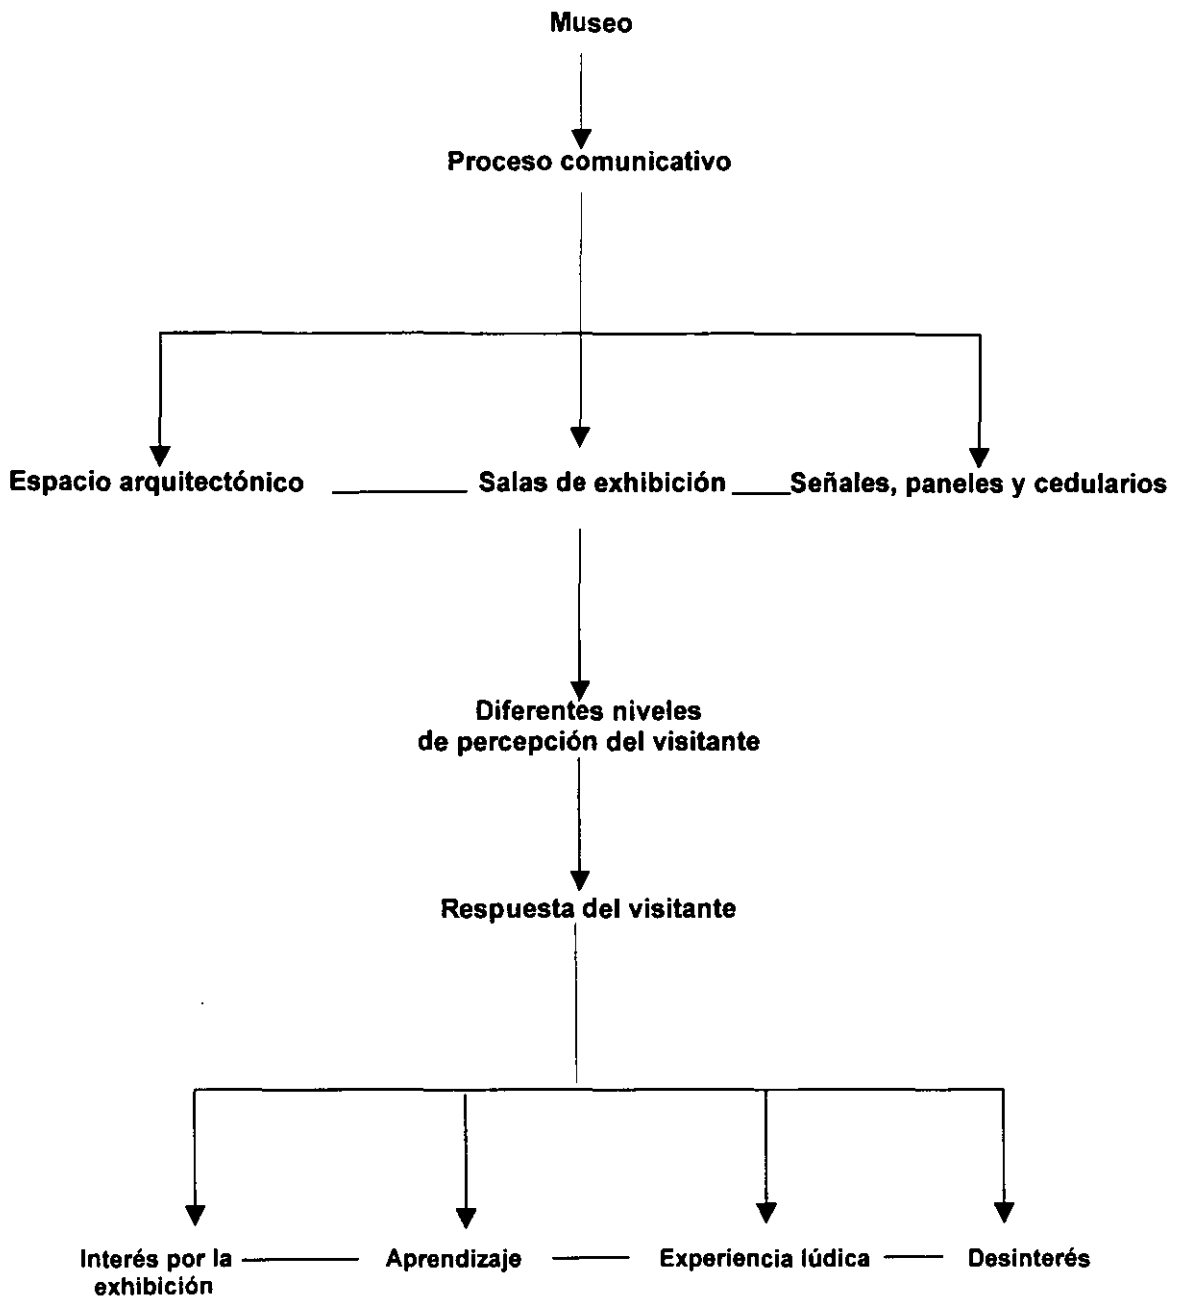 Museo
Proceso comunicativo
Espacio arquitectónico
Salas de exhibición
Señales, paneles y cedularios
Diferentes niveles
de percepción del visitante
Respuesta del visitante
Interés por la
exhibición
Aprendizaje
Experiencia lúdica
Desinterés